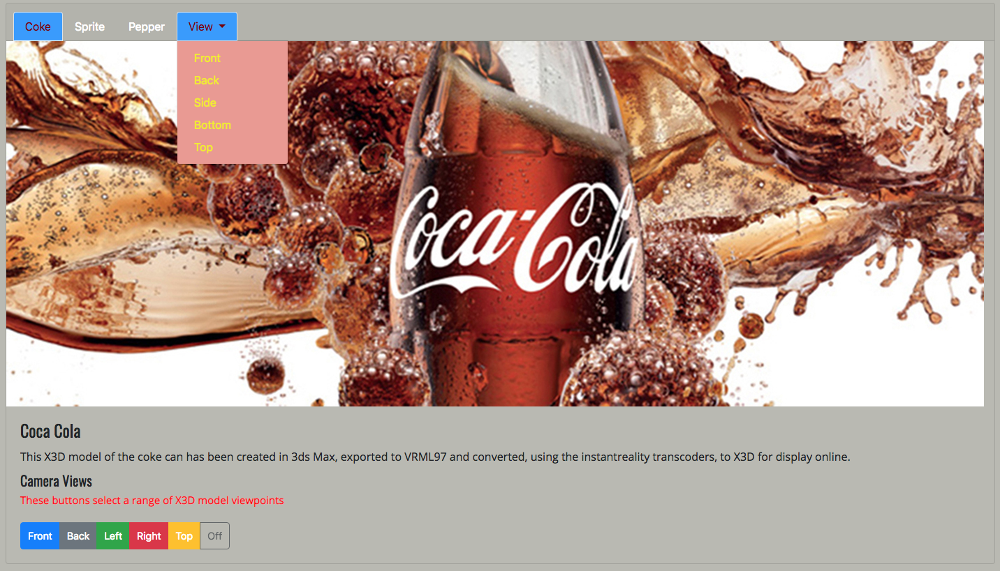 Coke Sprite Pepper View
Front
Back
Side
Bottom
Top
Coca-Cola
Coca Cola
This X3D model of the coke can has been created in 3ds Max, exported to VRML97 and converted, using the instantreality transcoders, to X3D for display online.
Camera Views
These buttons select a range of X3D model viewpoints
Front Back Left Right Top Off